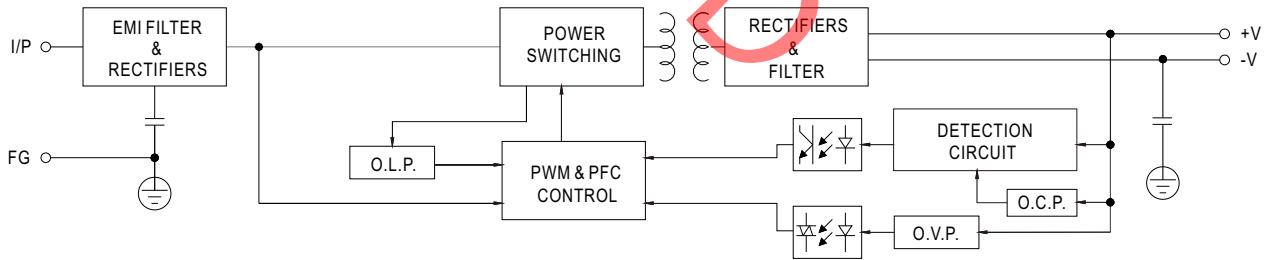 I/P
EMI FILTER
&
RECTIFIERS
POWER
SWITCHING
RECTIFIERS
&
FILTER
+V
-V
FG
O.L.P.
PWM & PFC
CONTROL
DETECTION
CIRCUIT
O.C.P.
O.V.P.